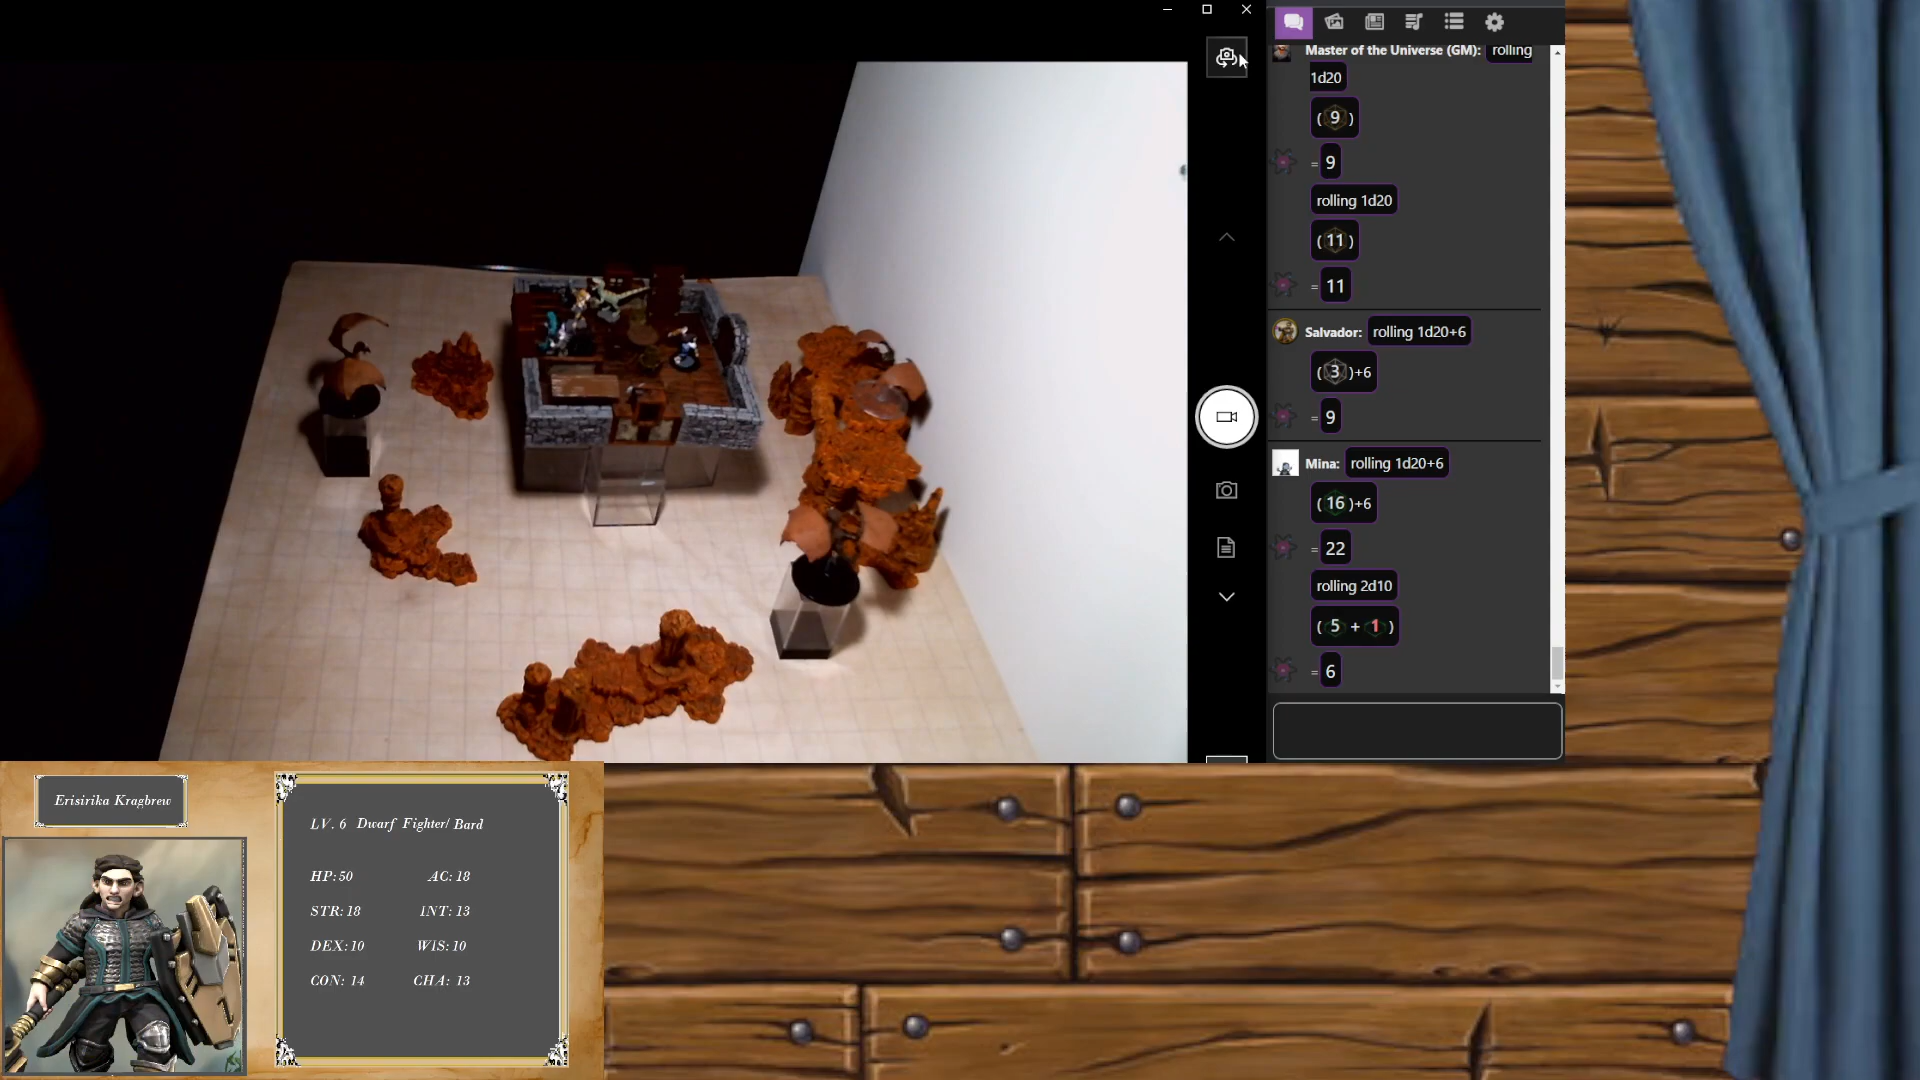 Master of the Universe (GM): rolling
1d20
(9)
= 9
rolling 1d20
(11)
= 11
Salvador: rolling 1d20+6
(3)+6
= 9
Mina: rolling 1d20+6
(16)+6
= 22
rolling 2d10
(5 + 1)
= 6
Erisirika Kragbrew
LV. 6 Dwarf Fighter/ Bard
HP: 50 AC: 18
STR: 18 INT: 13
DEX: 10 WIS: 10
CON: 14 CHA: 13